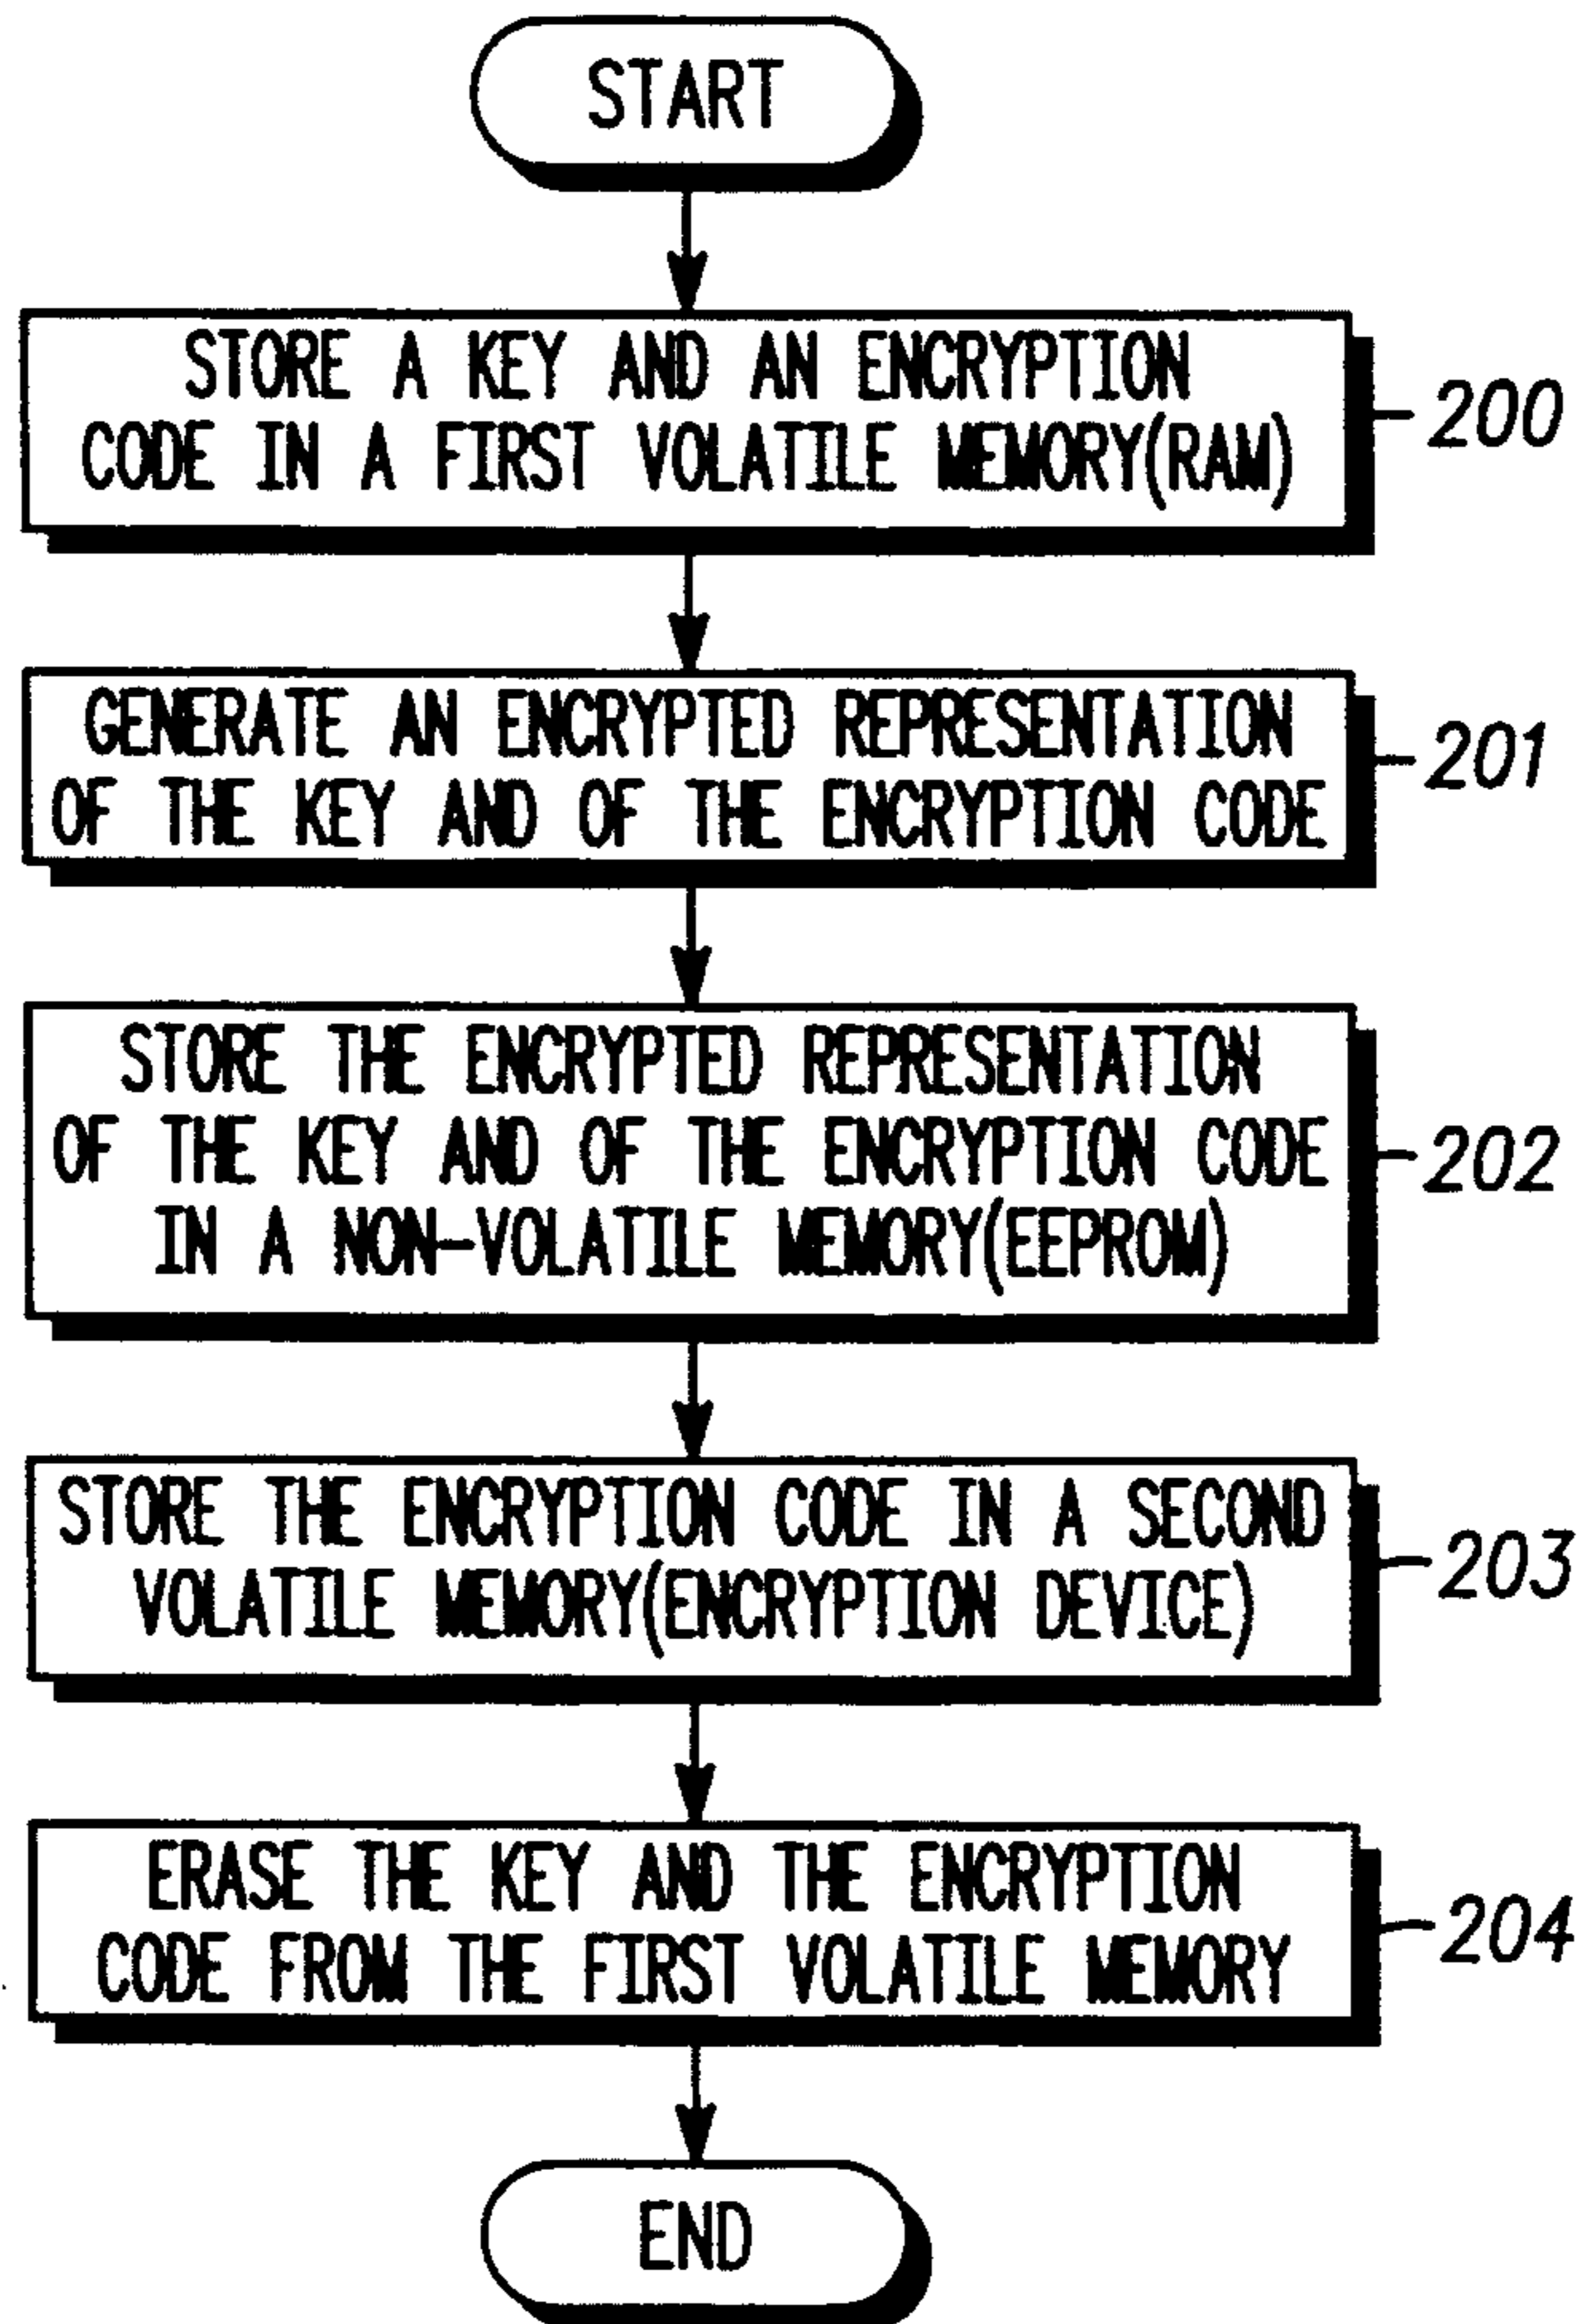 START
STORE A KEY AND AN ENCRYPTION
CODE IN A FIRST VOLATILE MEMORY(RAM)
200
GENERATE AN ENCRYPTED REPRESENTATION
OF THE KEY AND OF THE ENCRYPTION CODE
201
STORE THE ENCRYPTED REPRESENTATION
OF THE KEY AND OF THE ENCRYPTION CODE
IN A NON-VOLATILE MEMORY(EEPROM)
202
STORE THE ENCRYPTION CODE IN A SECOND
VOLATILE MEMORY(ENCRYPTION DEVICE)
203
ERASE THE KEY AND THE ENCRYPTION
CODE FROM THE FIRST VOLATILE MEMORY
204
END